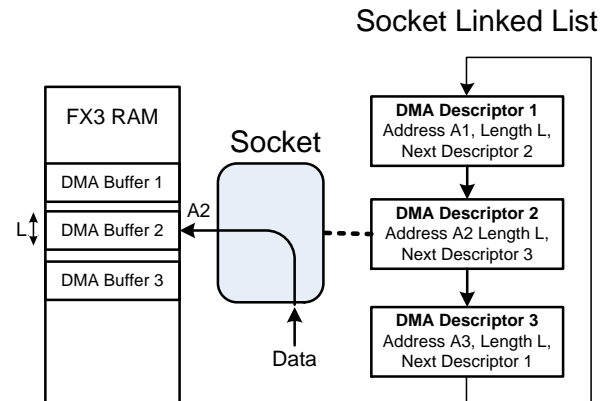 Socket Linked List
FX3 RAM
DMA Buffer 1
L
DMA Buffer 2
DMA Buffer 3
A2
Socket
Data
DMA Descriptor 1
Address A1, Length L,
Next Descriptor 2
DMA Descriptor 2
Address A2 Length L,
Next Descriptor 3
DMA Descriptor 3
Address A3, Length L,
Next Descriptor 1